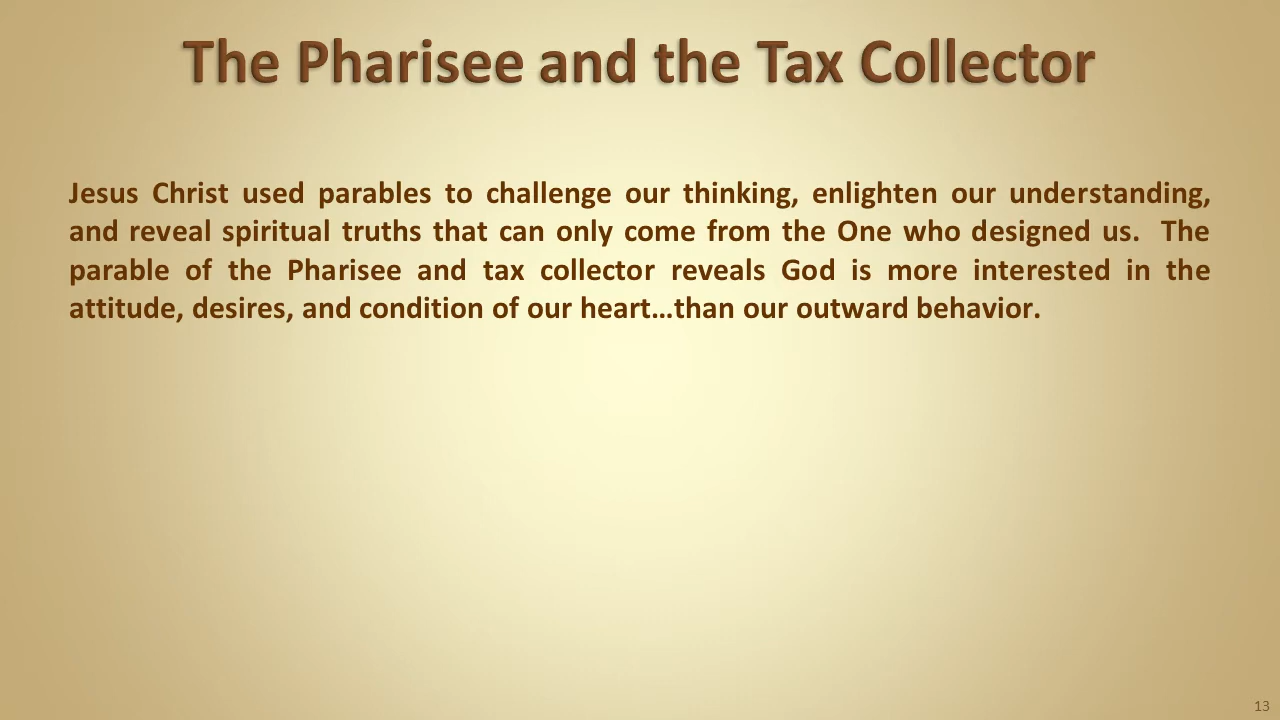 The Pharisee and the Tax Collector
Jesus Christ used parables to challenge our thinking, enlighten our understanding,
and reveal spiritual truths that can only come from the One who designed us.  The
parable of the Pharisee and tax collector reveals God is more interested in the
attitude, desires, and condition of our heart…than our outward behavior.
13